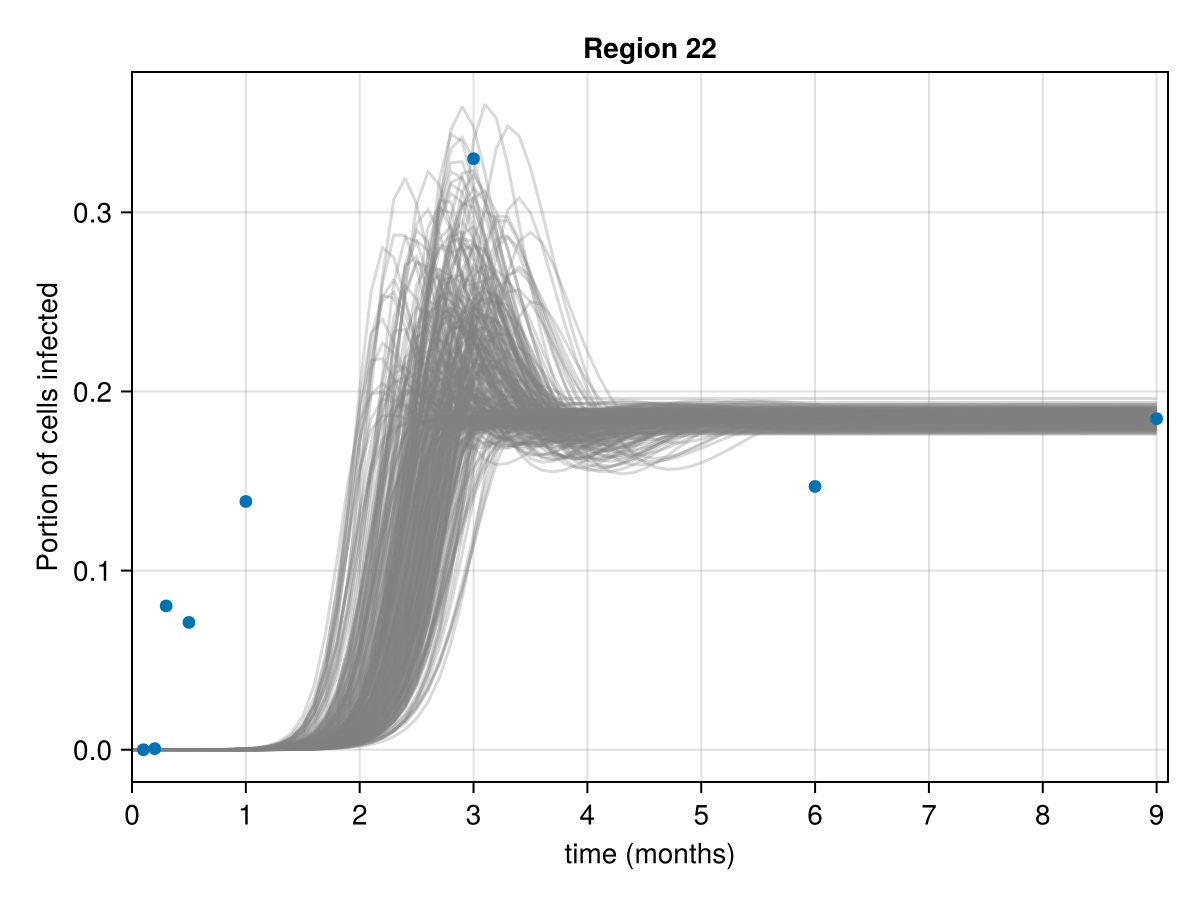 Region 22
Portion of cells infected
0.3
0.2
0.1
0.0
0 1 2 3 4 5 6 7 8 9
time (months)